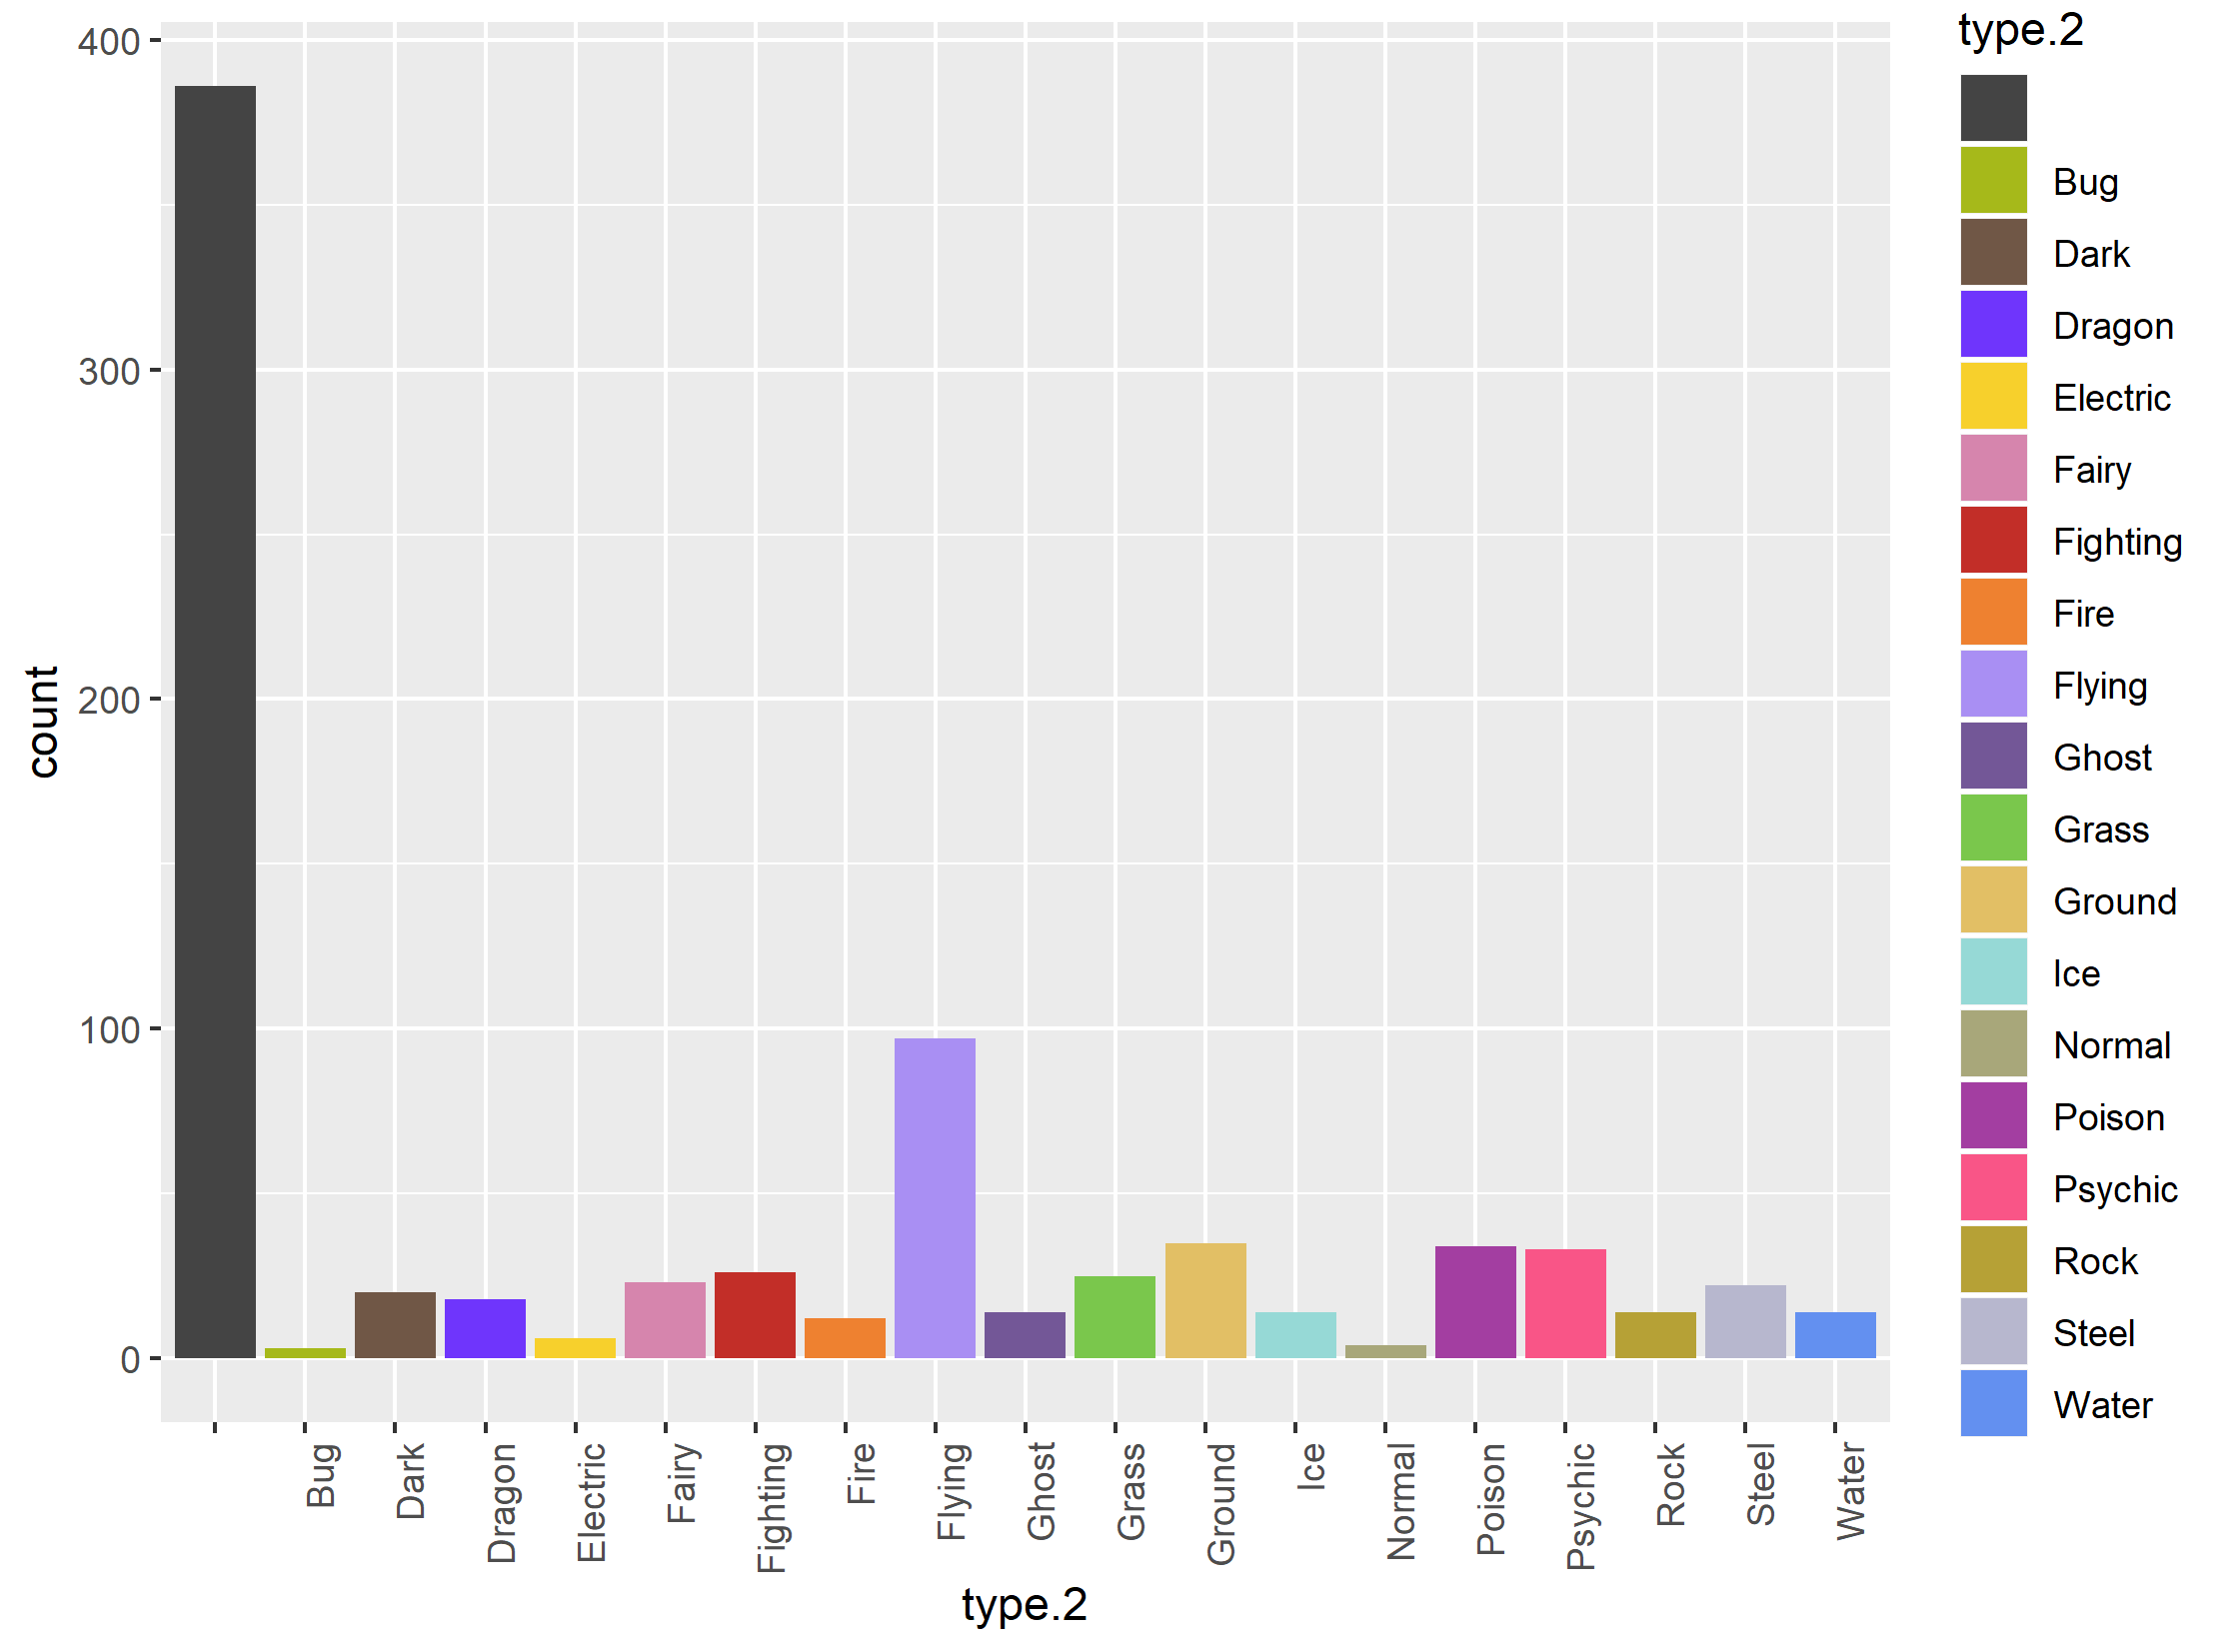 type.2
Bug
Dark
Dragon
Electric
Fairy
Fighting
Fire
Flying
Ghost
Grass
Ground
Ice
Normal
Poison
Psychic
Rock
Steel
Water
count
400
300
200
100
0
Bug
Dark
Dragon
Electric
Fairy
Fighting
Fire
Flying
Ghost
Grass
Ground
Ice
Normal
Poison
Psychic
Rock
Steel
Water
type.2